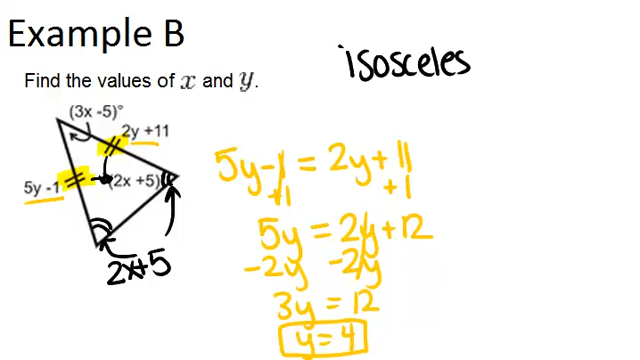 Example B
isosceles
Find the values of x and y.
(3x -5)°
2y +11
5y -1
(2x +5)
2x+5
5y-1 = 2y+11
+1 +1
5y = 2y+12
-2y -2y
3y = 12
y = 4